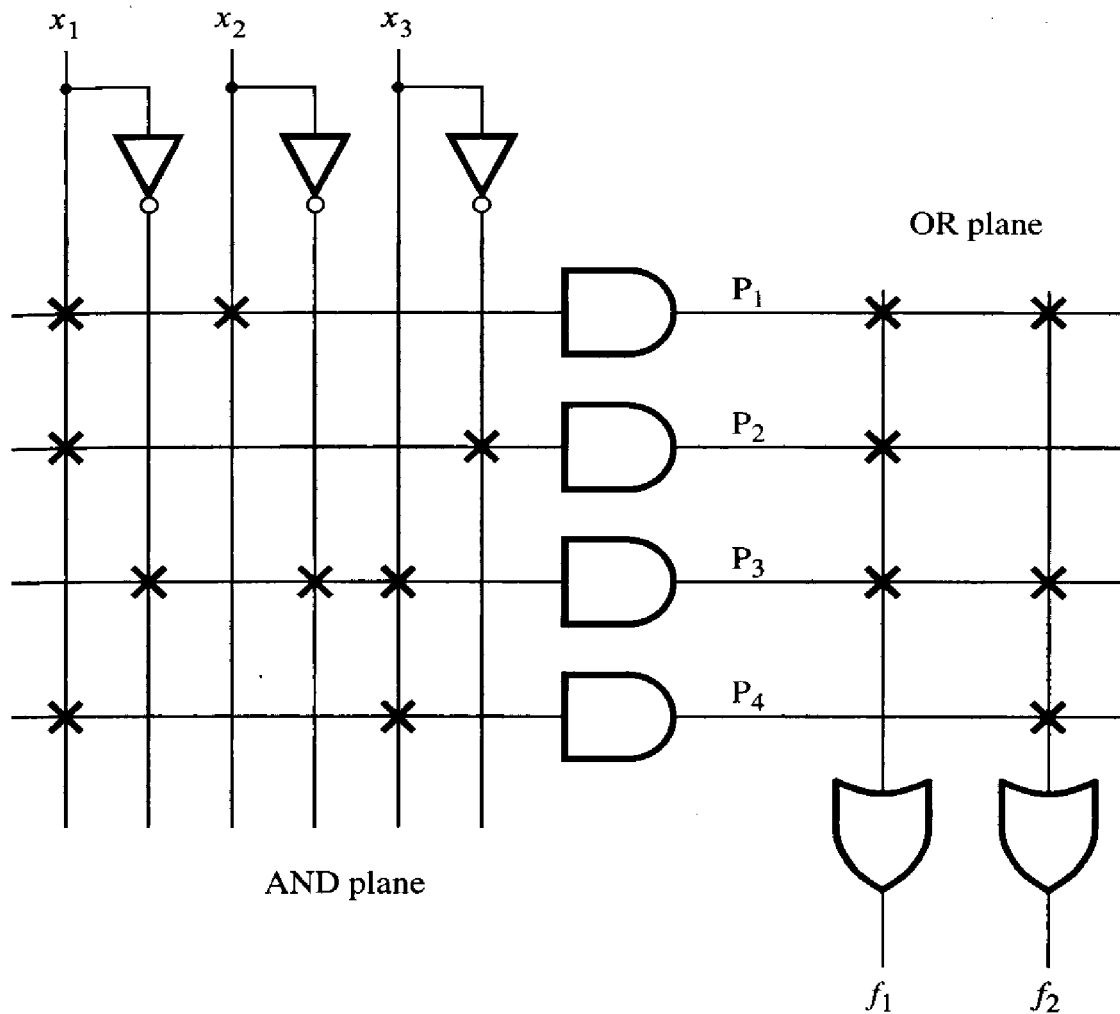 x₁ x₂ x₃
OR plane
P₁
P₂
P₃
P₄
AND plane
f₁ f₂